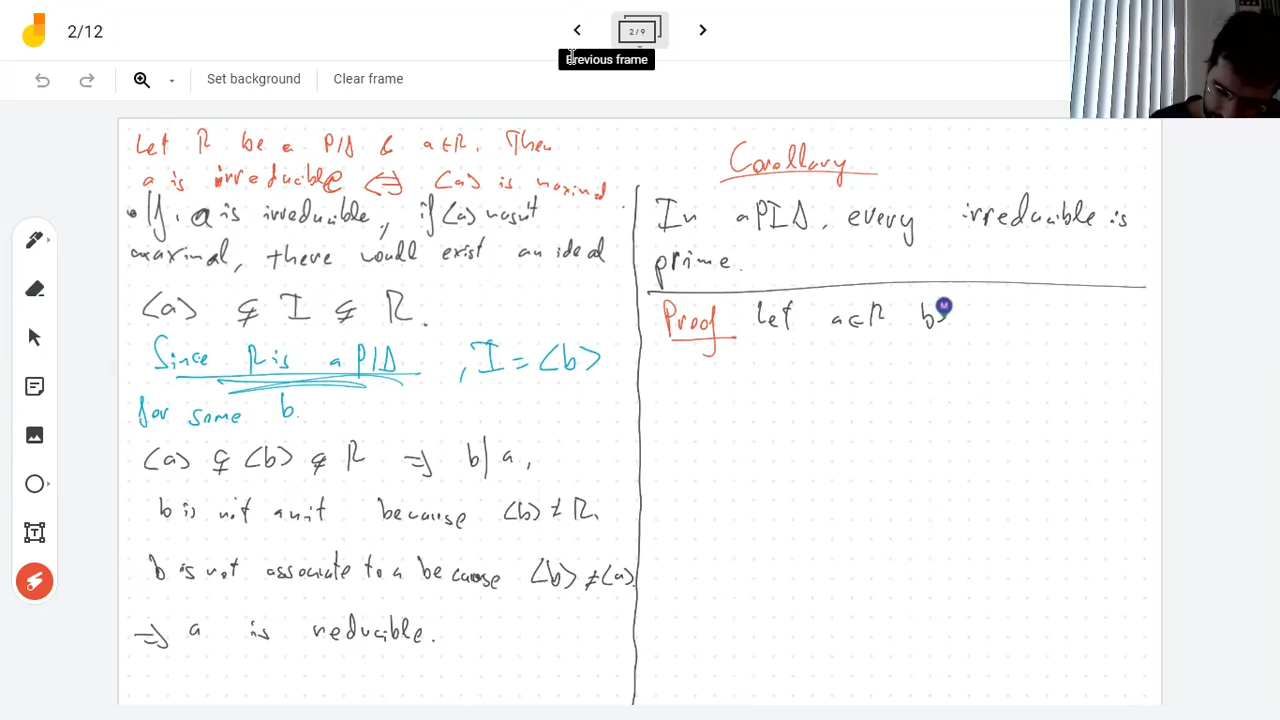 2/12
2/9
Previous frame
Set background
Clear frame
Let R be a PID & a∈R. Then
a is irreducible ⇔ ⟨a⟩ is maximal
• If. a is irreducible, if ⟨a⟩ wasn't
maximal, there would exist an ideal
⟨a⟩ ⊊ I ⊊ R.
Since R is a PID, I = ⟨b⟩
for some b.
⟨a⟩ ⊊ ⟨b⟩ ⊊ R ⇒ b|a,
b is not a unit because ⟨b⟩ ≠ R.
b is not associate to a because ⟨b⟩ ≠ ⟨a⟩.
⇒ a is reducible.
Corollary
In a PID, every irreducible is
prime.
Proof Let a∈R b
M